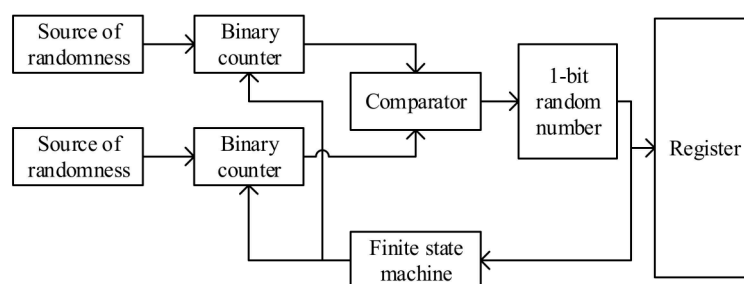 Source of
randomness
Binary
counter
Comparator
1-bit
random
number
Register
Source of
randomness
Binary
counter
Finite state
machine